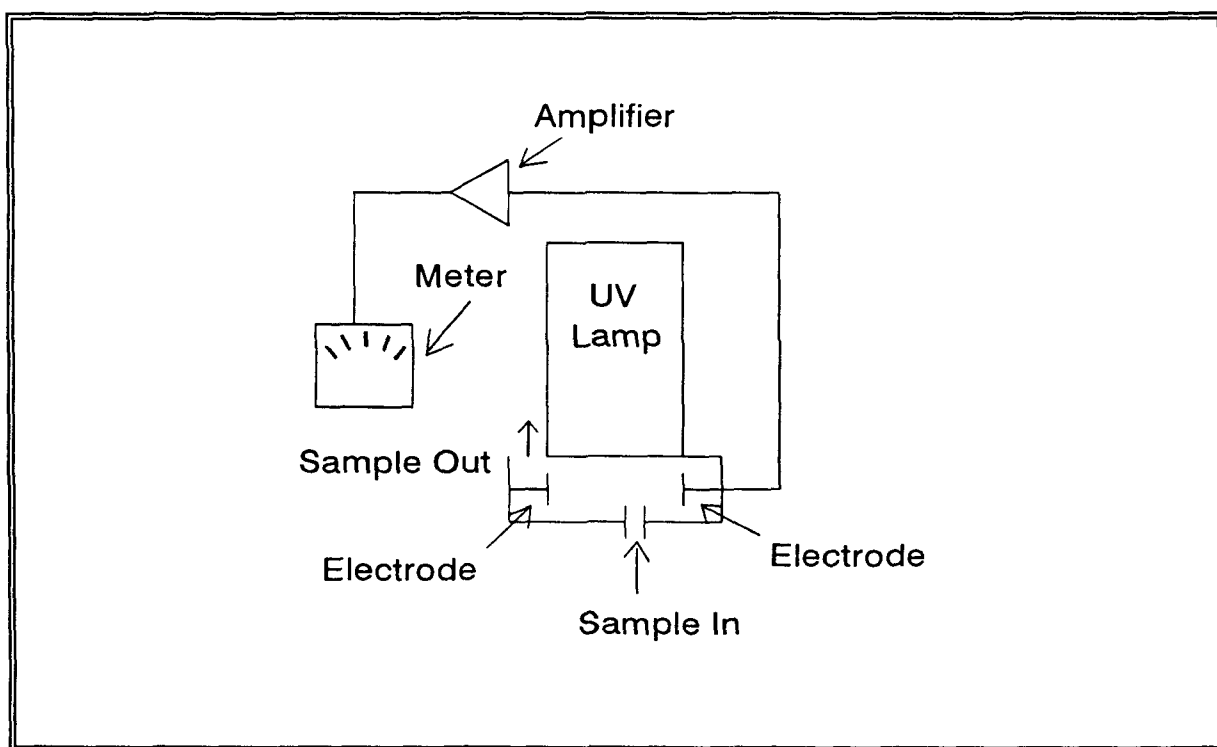 Amplifier
Meter
UV
Lamp
Sample Out
Electrode
Electrode
Sample In